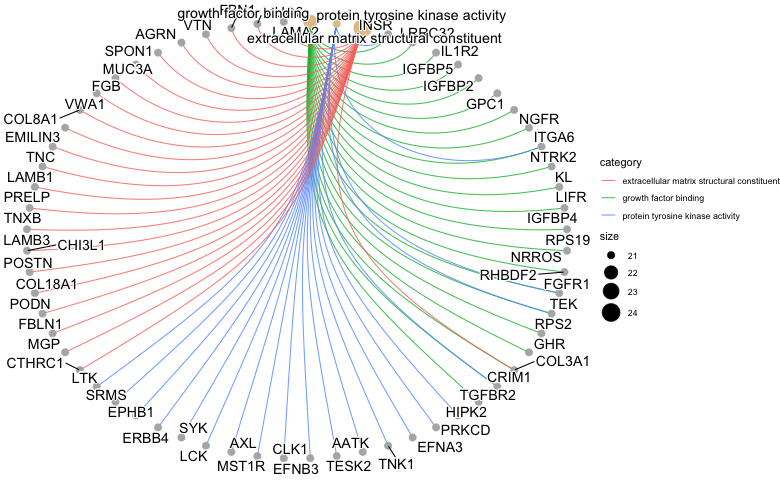 growth factor binding
protein tyrosine kinase activity
extracellular matrix structural constituent
LAMA2
INSR
LRRC32
IL1R2
IGFBP5
IGFBP2
GPC1
NGFR
ITGA6
NTRK2
KL
LIFR
IGFBP4
RPS19
NRROS
RHBDF2
FGFR1
TEK
RPS2
GHR
COL3A1
CRIM1
TGFBR2
HIPK2
PRKCD
EFNA3
TNK1
AATK
TESK2
CLK1
EFNB3
AXL
MST1R
SYK
LCK
ERBB4
EPHB1
SRMS
LTK
CTHRC1
MGP
FBLN1
PODN
COL18A1
POSTN
CHI3L1
LAMB3
TNXB
PRELP
LAMB1
TNC
EMILIN3
COL8A1
VWA1
FGB
MUC3A
SPON1
AGRN
VTN
category
extracellular matrix structural constituent
growth factor binding
protein tyrosine kinase activity
size
21
22
23
24